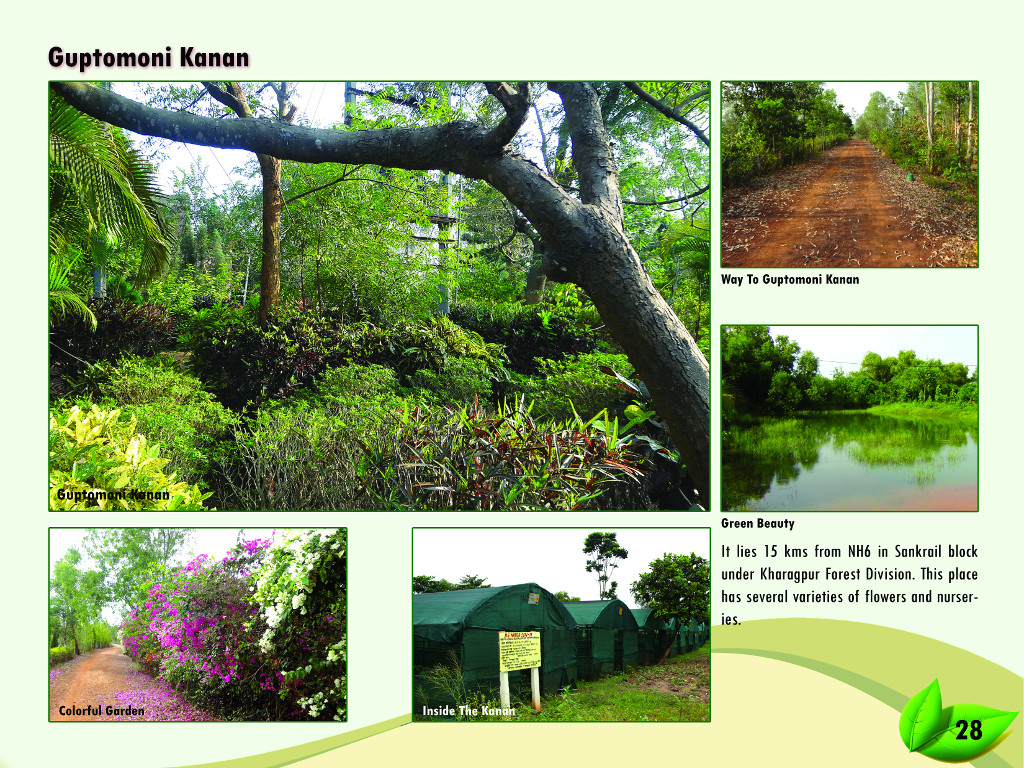 Guptomoni Kanan
Guptomoni Kanan
Way To Guptomoni Kanan
Green Beauty
It lies 15 kms from NH6 in Sankrail block
under Kharagpur Forest Division. This place
has several varieties of flowers and nurser-
ies.
Colorful Garden
Inside The Kanan
28